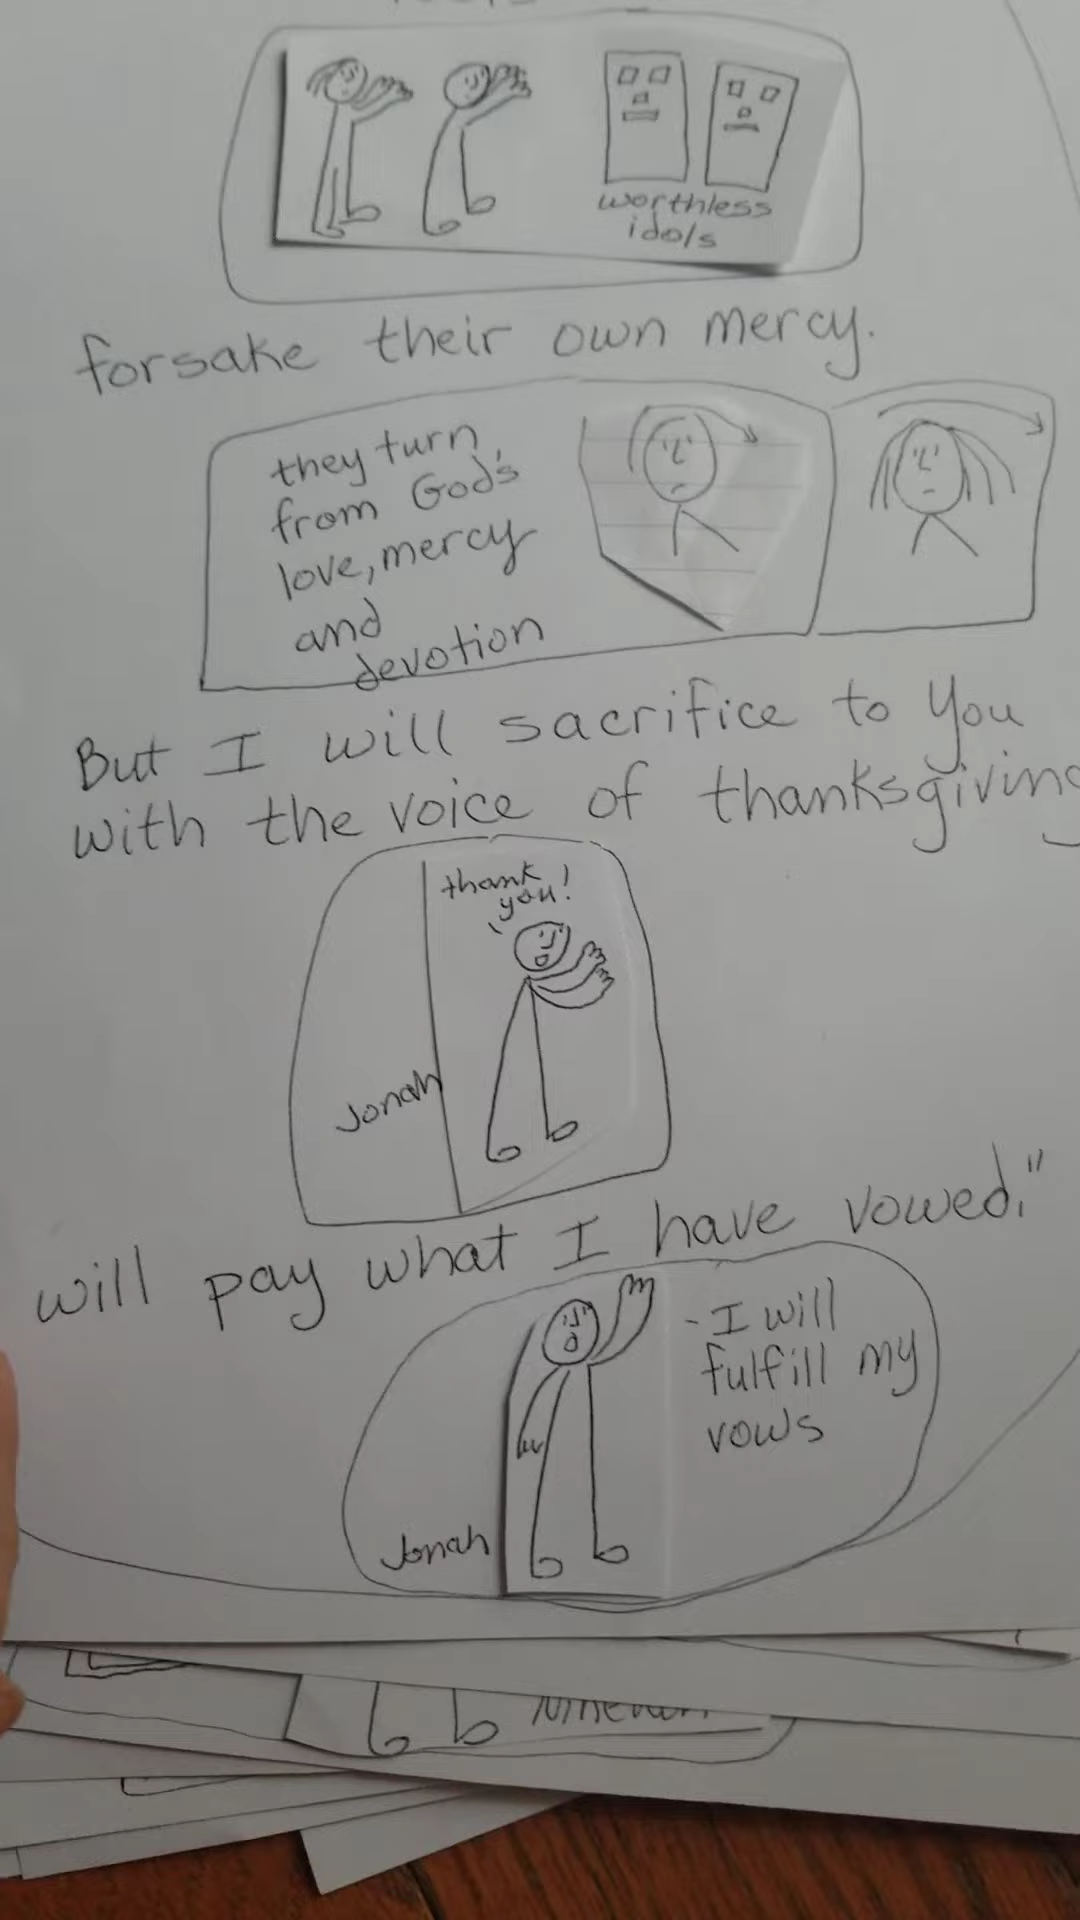 worthless
idols
forsake their own mercy.
they turn
from God's
love, mercy
and
devotion
But I will sacrifice to You
with the voice of thanksgiving
thank
you!
Jonah
will pay what I have vowed."
- I will
fulfill my
vows
Jonah